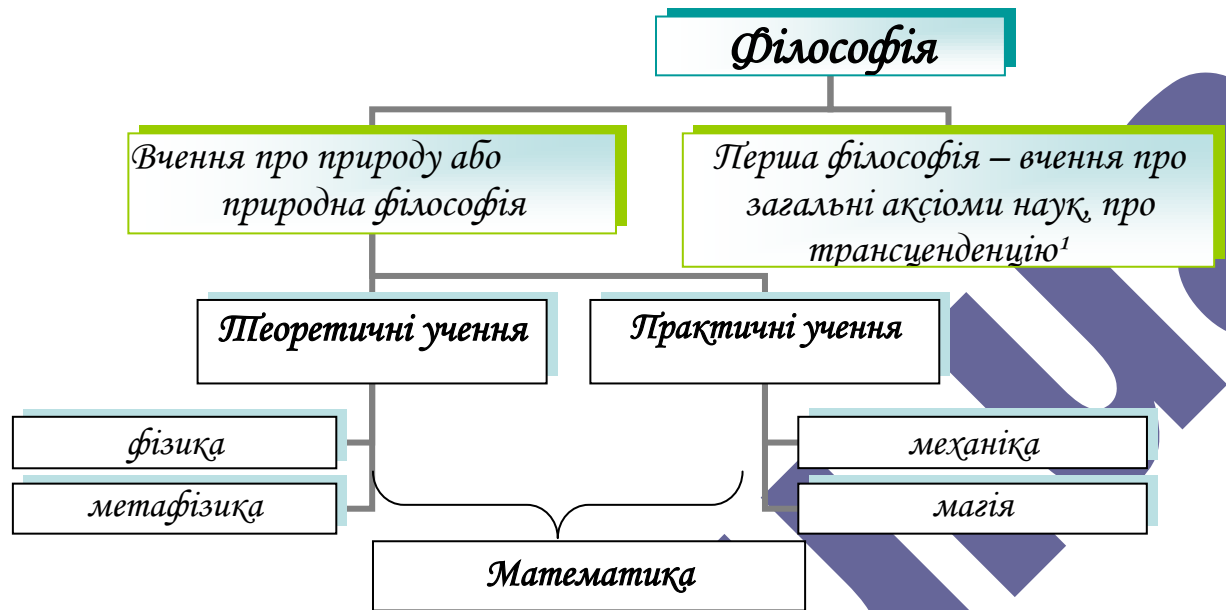 Філософія
Вчення про природу або
природна філософія
Перша філософія – вчення про
загальні аксіоми наук, про
трансценденцію¹
Теоретичні учення
Практичні учення
фізика
механіка
метафізика
магія
Математика